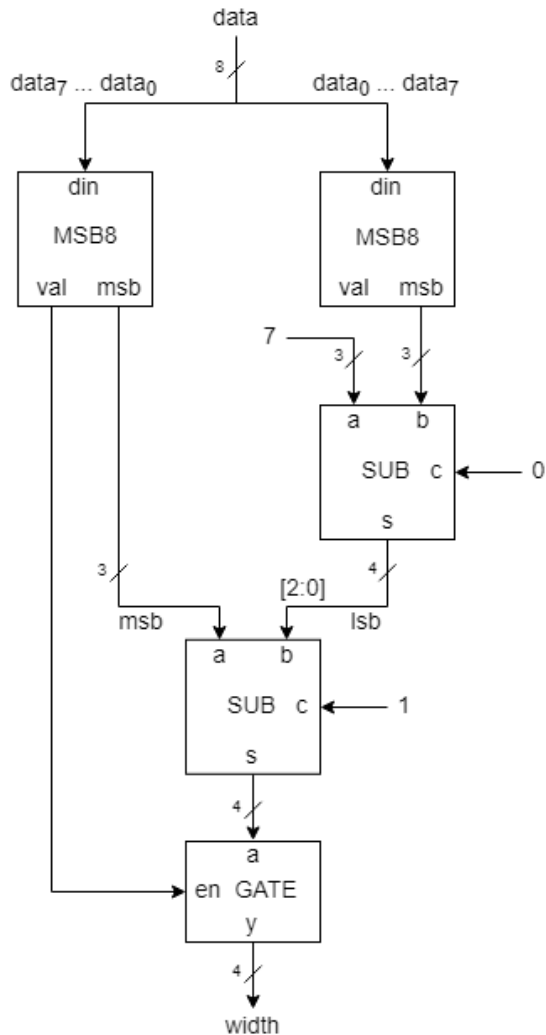 data
8
data7 ... data0
data0 ... data7
din
MSB8
val msb
din
MSB8
val msb
7
3
3
a b
SUB c
0
s
3
4
[2:0]
msb
lsb
a b
SUB c
1
s
4
a
en GATE
y
4
width